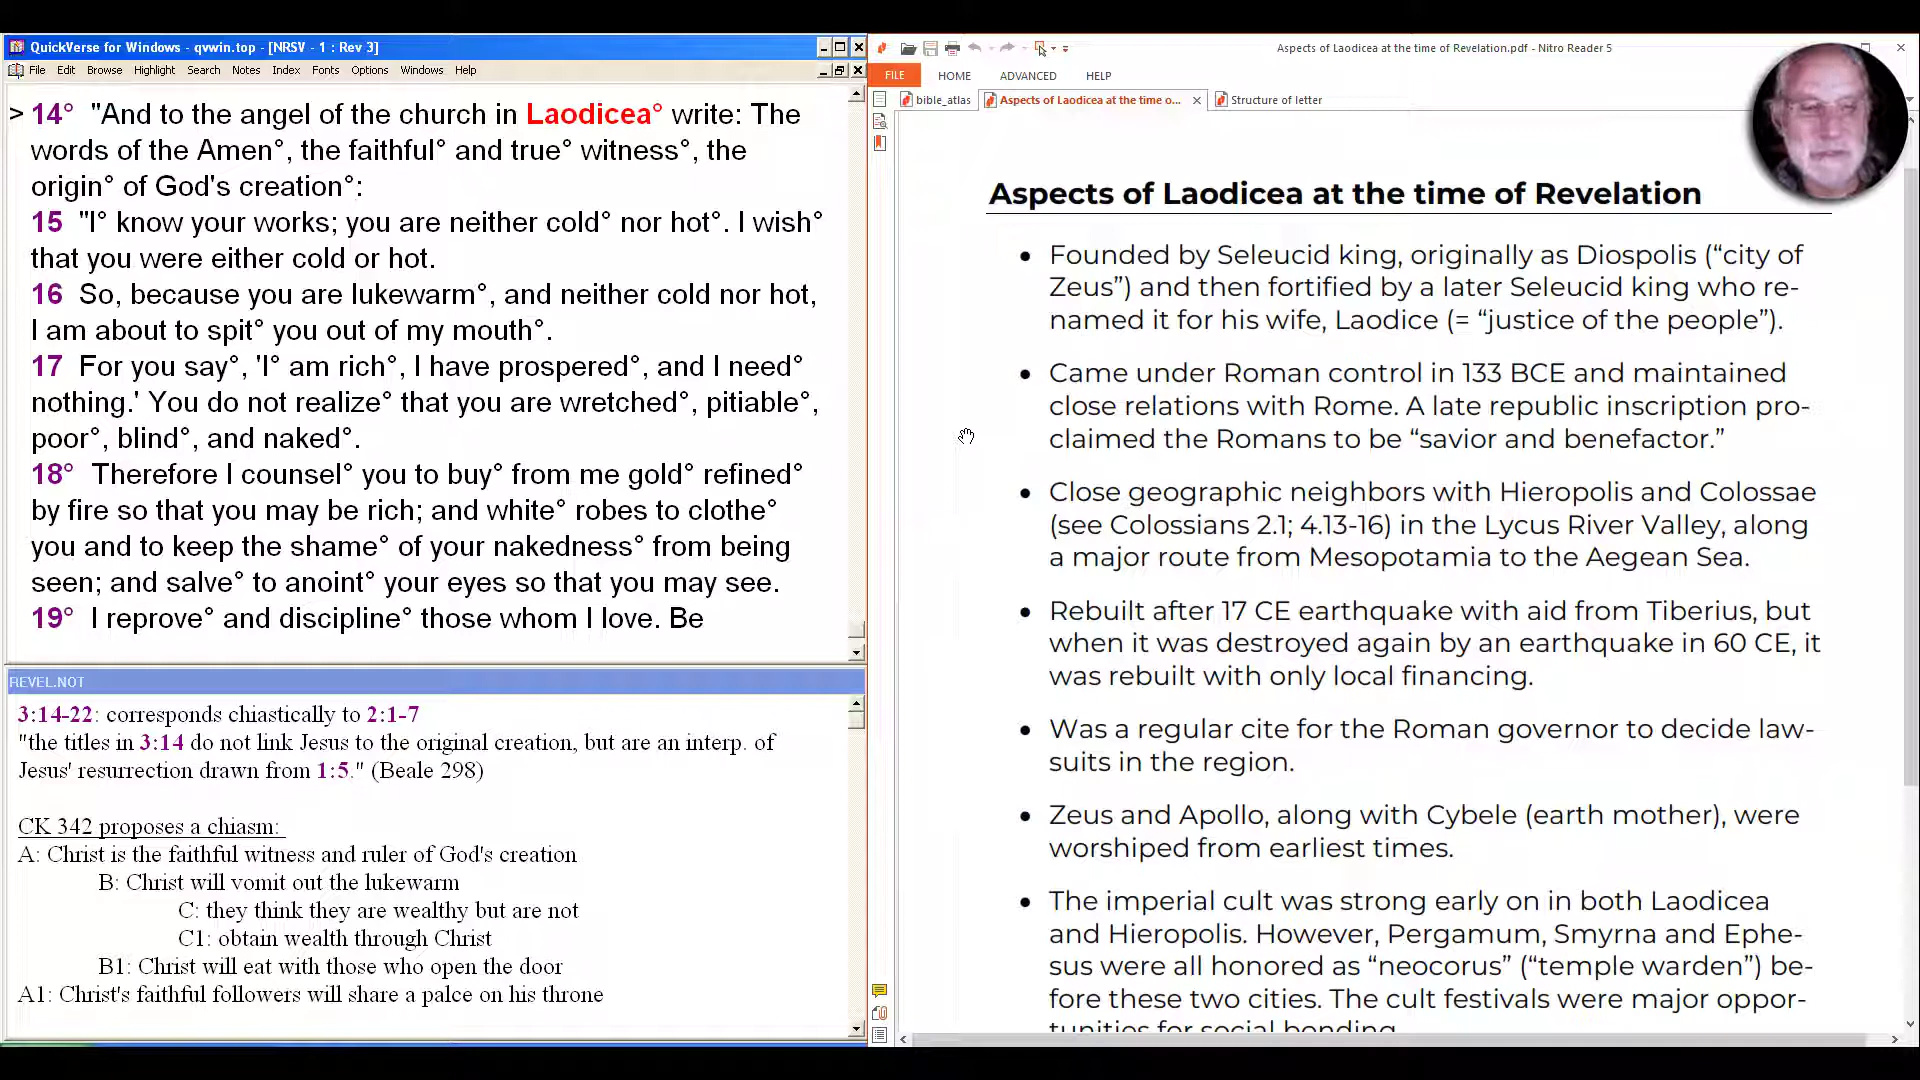 QuickVerse for Windows - qvwin.top - [NRSV - 1 : Rev 3]
File Edit Browse Highlight Search Notes Index Fonts Options Windows Help
> 14° "And to the angel of the church in Laodicea° write: The
words of the Amen°, the faithful° and true° witness°, the
origin° of God's creation°:
15 "I° know your works; you are neither cold° nor hot°. I wish°
that you were either cold or hot.
16 So, because you are lukewarm°, and neither cold nor hot,
I am about to spit° you out of my mouth°.
17 For you say°, 'I° am rich°, I have prospered°, and I need°
nothing.' You do not realize° that you are wretched°, pitiable°,
poor°, blind°, and naked°.
18° Therefore I counsel° you to buy° from me gold° refined°
by fire so that you may be rich; and white° robes to clothe°
you and to keep the shame° of your nakedness° from being
seen; and salve° to anoint° your eyes so that you may see.
19° I reprove° and discipline° those whom I love. Be
REVEL.NOT
3:14-22: corresponds chiastically to 2:1-7
"the titles in 3:14 do not link Jesus to the original creation, but are an interp. of
Jesus' resurrection drawn from 1:5." (Beale 298)
CK 342 proposes a chiasm:
A: Christ is the faithful witness and ruler of God's creation
B: Christ will vomit out the lukewarm
C: they think they are wealthy but are not
C1: obtain wealth through Christ
B1: Christ will eat with those who open the door
A1: Christ's faithful followers will share a palce on his throne
Aspects of Laodicea at the time of Revelation.pdf - Nitro Reader 5
FILE HOME ADVANCED HELP
bible_atlas Aspects of Laodicea at the time o... Structure of letter
Aspects of Laodicea at the time of Revelation
• Founded by Seleucid king, originally as Diospolis (“city of
Zeus”) and then fortified by a later Seleucid king who re-
named it for his wife, Laodice (= “justice of the people”).
• Came under Roman control in 133 BCE and maintained
close relations with Rome. A late republic inscription pro-
claimed the Romans to be “savior and benefactor.”
• Close geographic neighbors with Hieropolis and Colossae
(see Colossians 2.1; 4.13-16) in the Lycus River Valley, along
a major route from Mesopotamia to the Aegean Sea.
• Rebuilt after 17 CE earthquake with aid from Tiberius, but
when it was destroyed again by an earthquake in 60 CE, it
was rebuilt with only local financing.
• Was a regular cite for the Roman governor to decide law-
suits in the region.
• Zeus and Apollo, along with Cybele (earth mother), were
worshiped from earliest times.
• The imperial cult was strong early on in both Laodicea
and Hieropolis. However, Pergamum, Smyrna and Ephe-
sus were all honored as “neocorus” (“temple warden”) be-
fore these two cities. The cult festivals were major oppor-
tunities for social bonding.